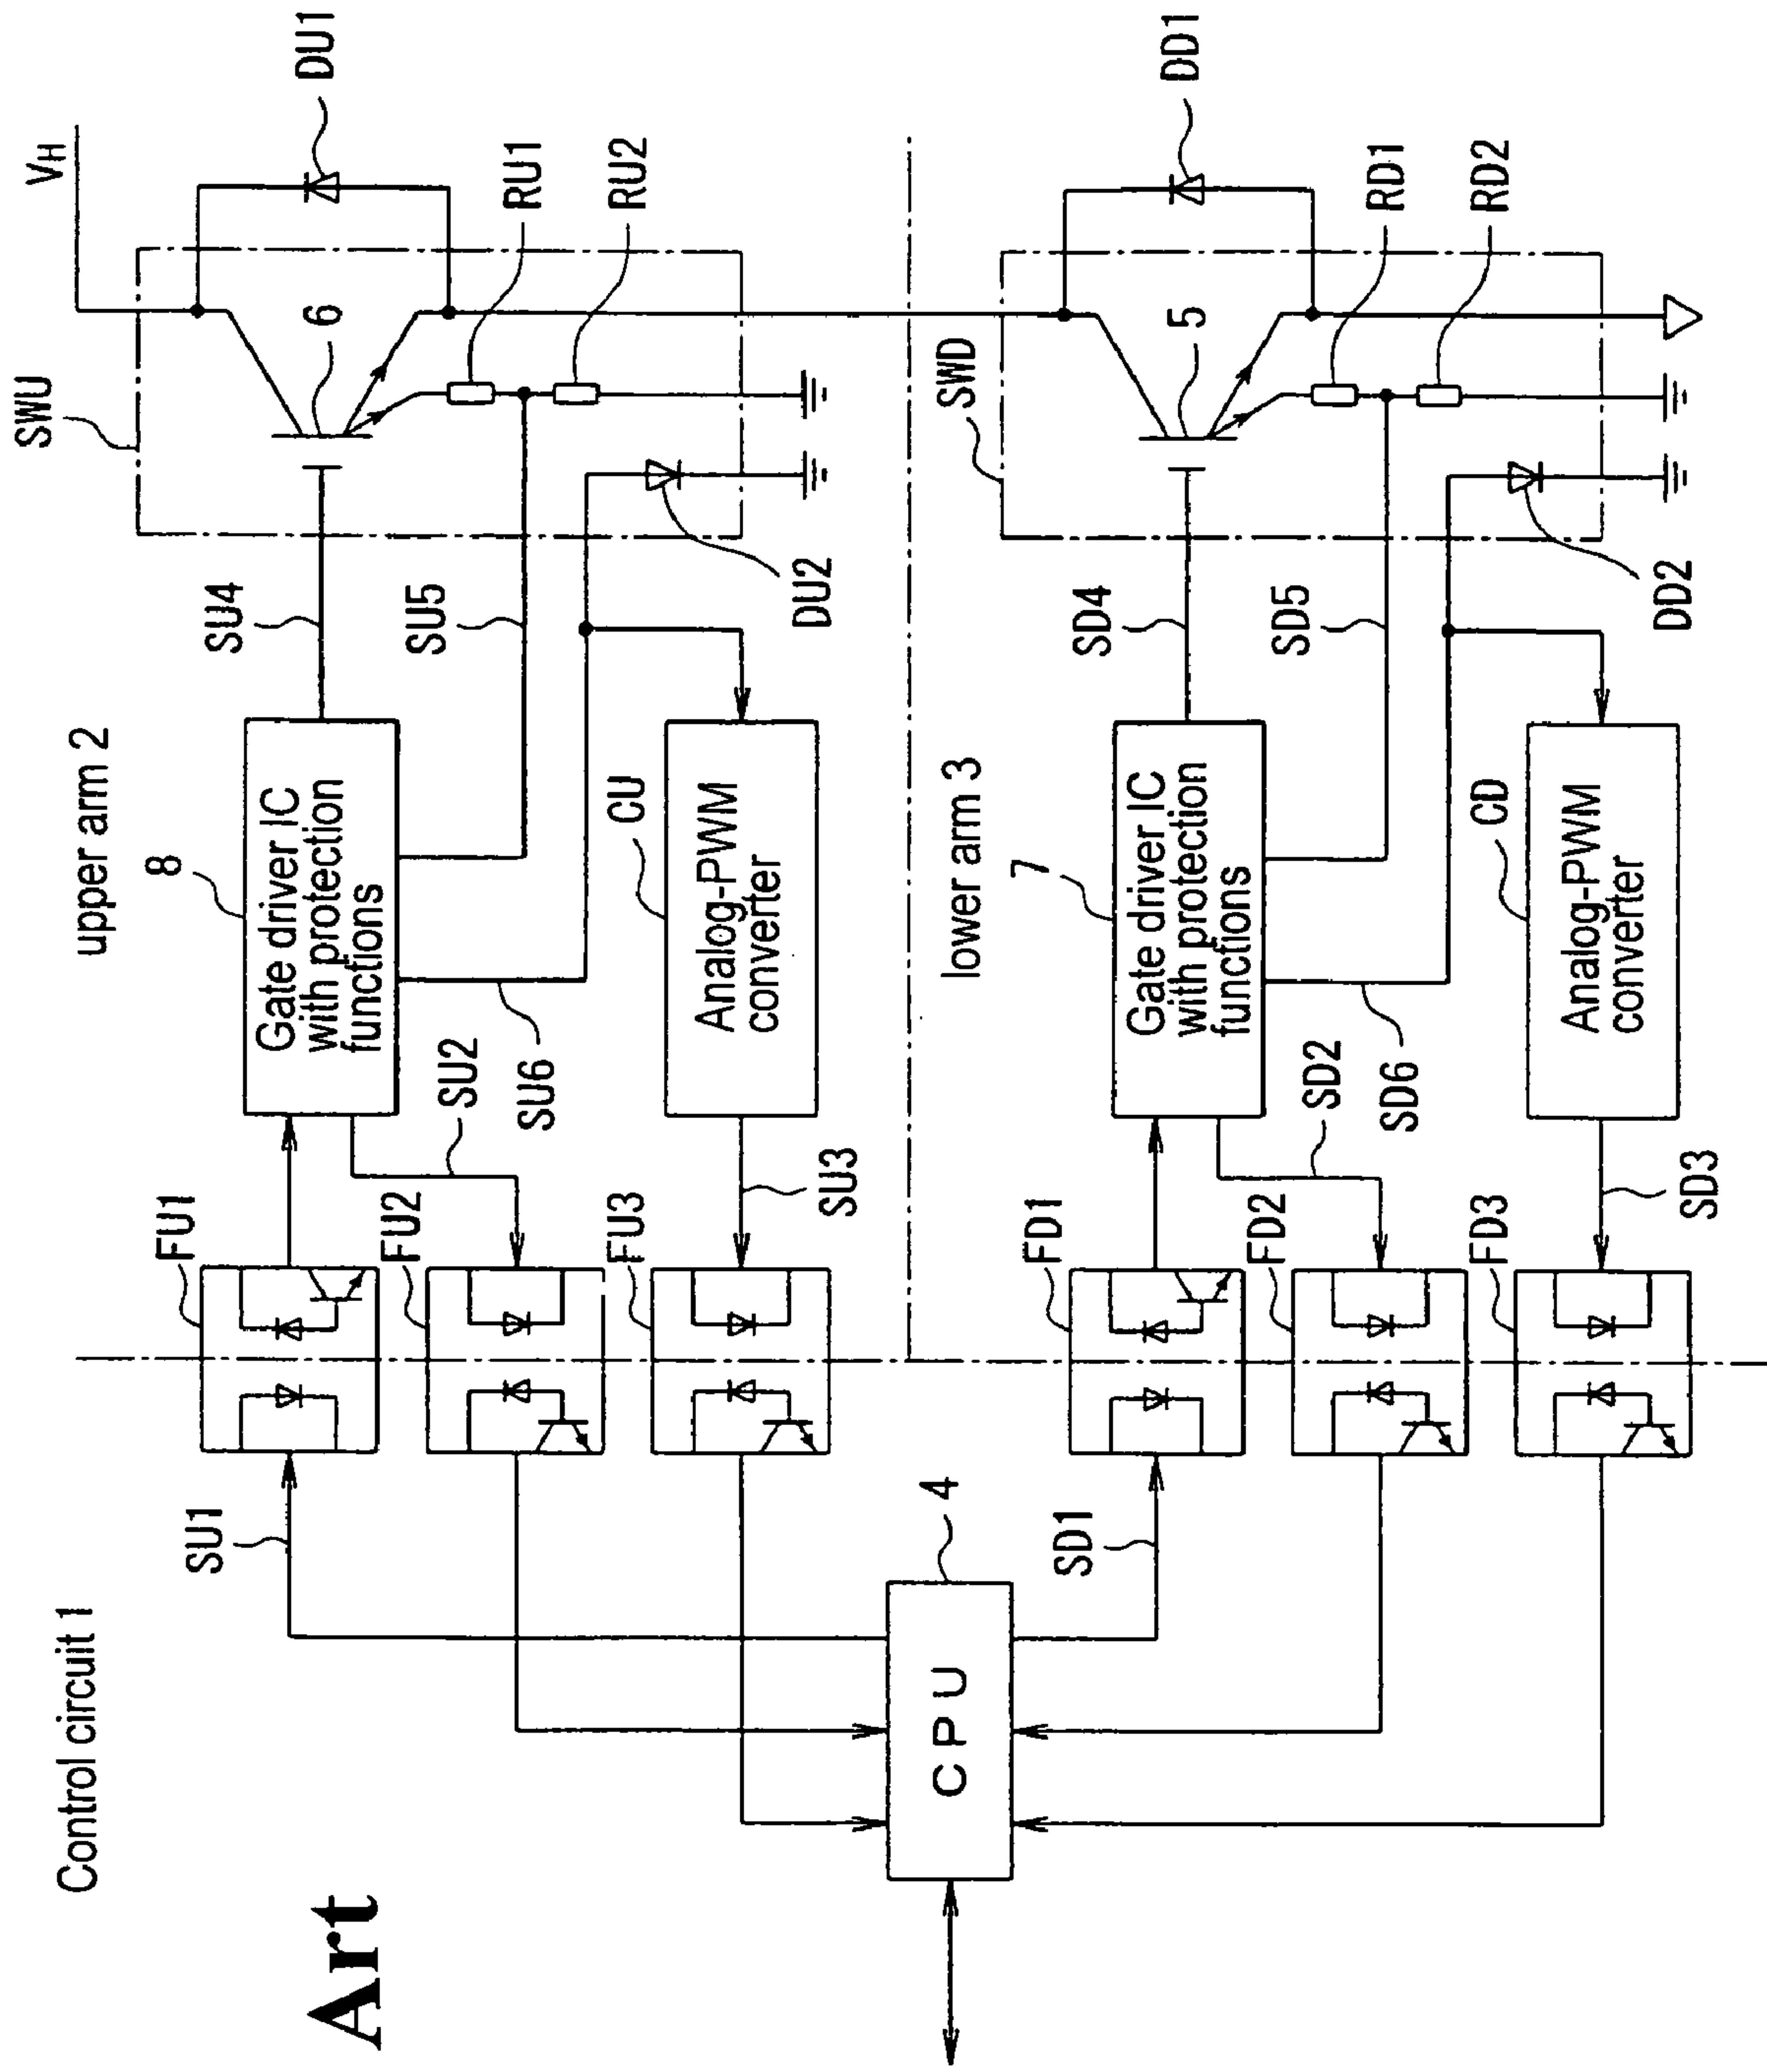 Art
Control circuit 1
upper arm 2
SWU
VH
DU1
RU1
RU2
6
SU4
SU5
DU2
8
Gate driver IC
with protection
functions
CU
Analog-PWM
converter
SU6
SU2
SU3
FU1
FU2
FU3
SU1
4
CPU
lower arm 3
SWD
DD1
RD1
RD2
5
SD4
SD5
DD2
7
Gate driver IC
with protection
functions
CD
Analog-PWM
converter
SD6
SD2
SD3
FD1
FD2
FD3
SD1